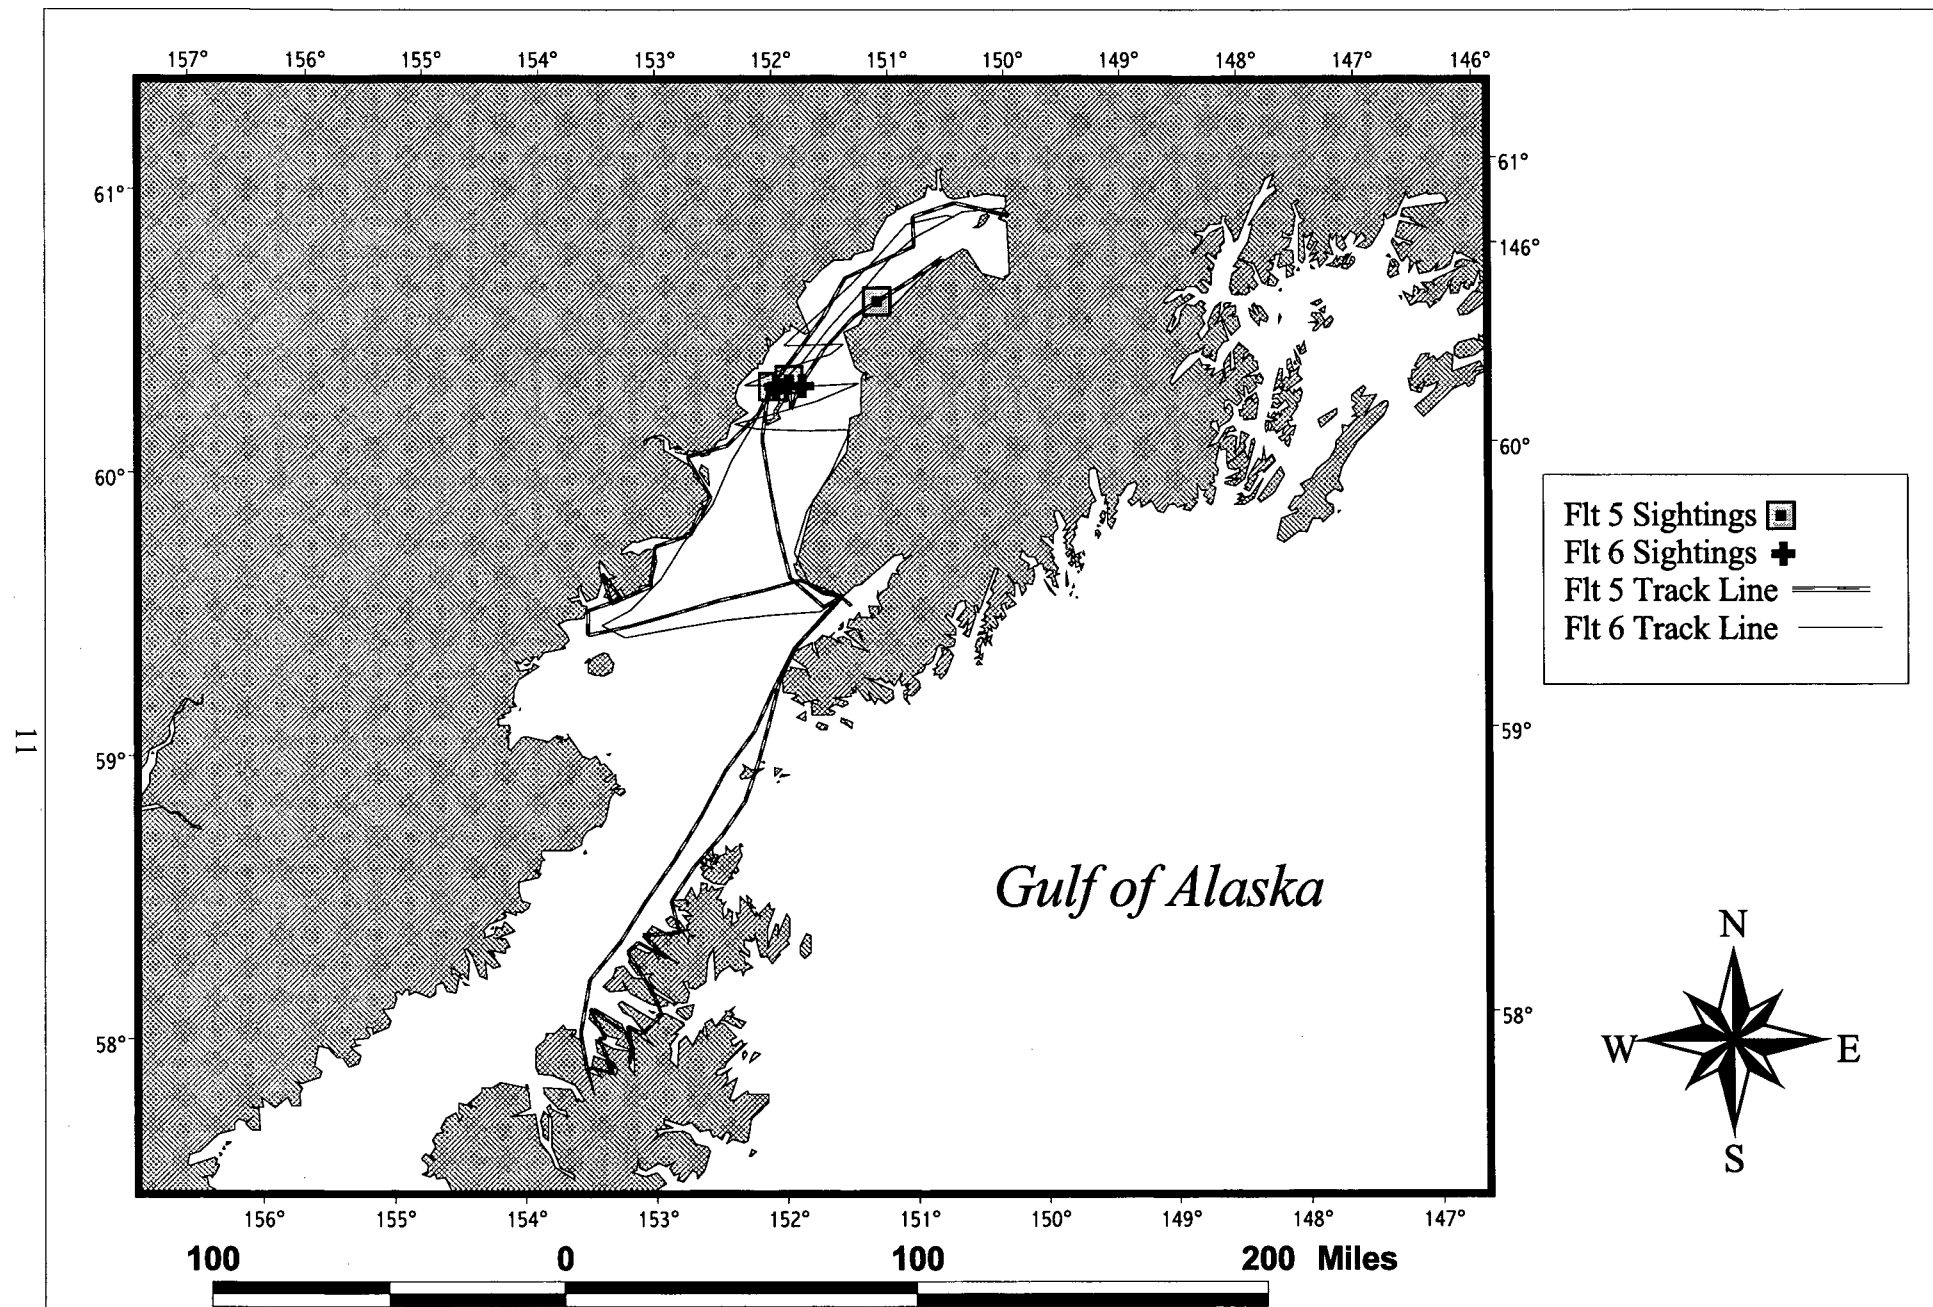 157° 156° 155° 154° 153° 152° 151° 150° 149° 148° 147° 146°
61°
61°
146°
60°
60°
Flt 5 Sightings
Flt 6 Sightings
Flt 5 Track Line
Flt 6 Track Line
59°
59°
11
Gulf of Alaska
N
58°
58°
W
E
S
156° 155° 154° 153° 152° 151° 150° 149° 148° 147°
100 0 100 200 Miles